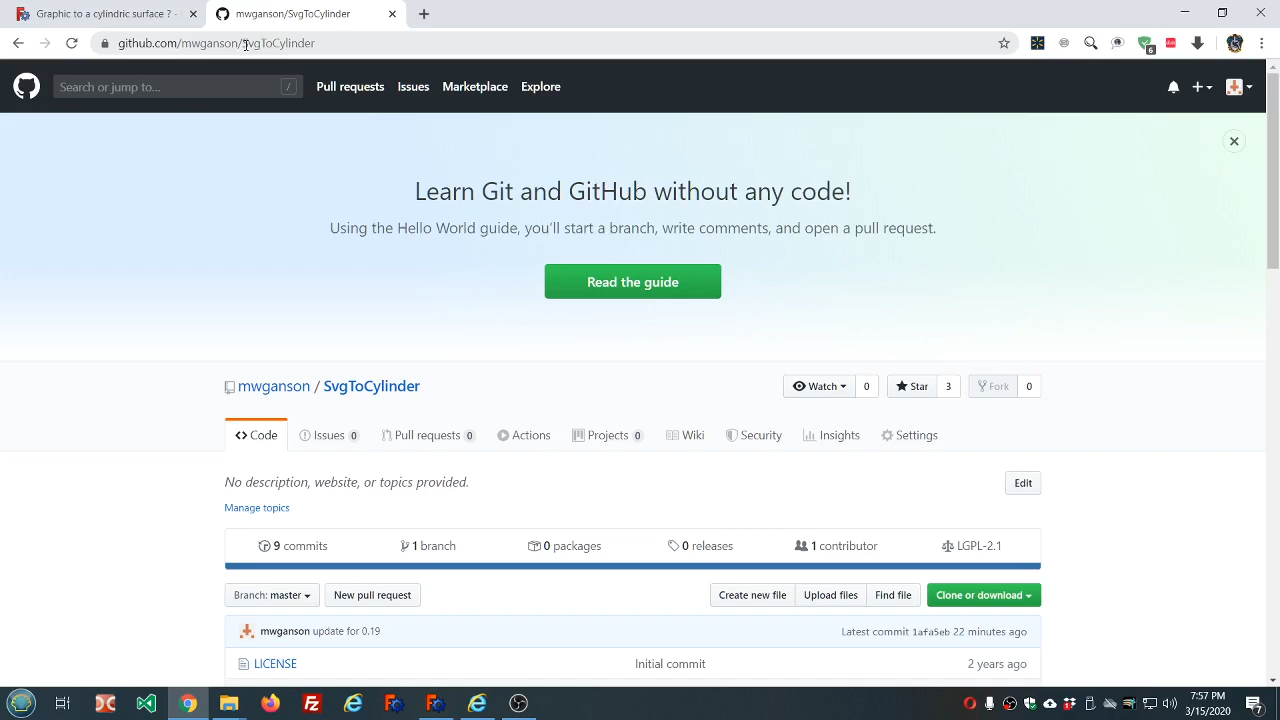 Graphic to a cylindric surface ? -
mwganson/SvgToCylinder
github.com/mwganson/SvgToCylinder
6
Search or jump to...
/
Pull requests
Issues
Marketplace
Explore
Learn Git and GitHub without any code!
Using the Hello World guide, you’ll start a branch, write comments, and open a pull request.
Read the guide
mwganson / SvgToCylinder
Watch
0
Star
3
Fork
0
Code
Issues 0
Pull requests 0
Actions
Projects 0
Wiki
Security
Insights
Settings
No description, website, or topics provided.
Edit
Manage topics
9 commits
1 branch
0 packages
0 releases
1 contributor
LGPL-2.1
Branch: master
New pull request
Create new file
Upload files
Find file
Clone or download
mwganson update for 0.19
Latest commit 1afa5eb 22 minutes ago
LICENSE
Initial commit
2 years ago
7:57 PM
3/15/2020
7